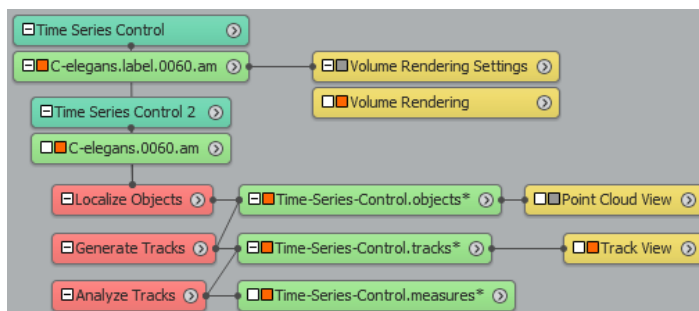 Time Series Control
C-elegans.label.0060.am
Volume Rendering Settings
Volume Rendering
Time Series Control 2
C-elegans.0060.am
Localize Objects
Time-Series-Control.objects*
Point Cloud View
Generate Tracks
Time-Series-Control.tracks*
Track View
Analyze Tracks
Time-Series-Control.measures*